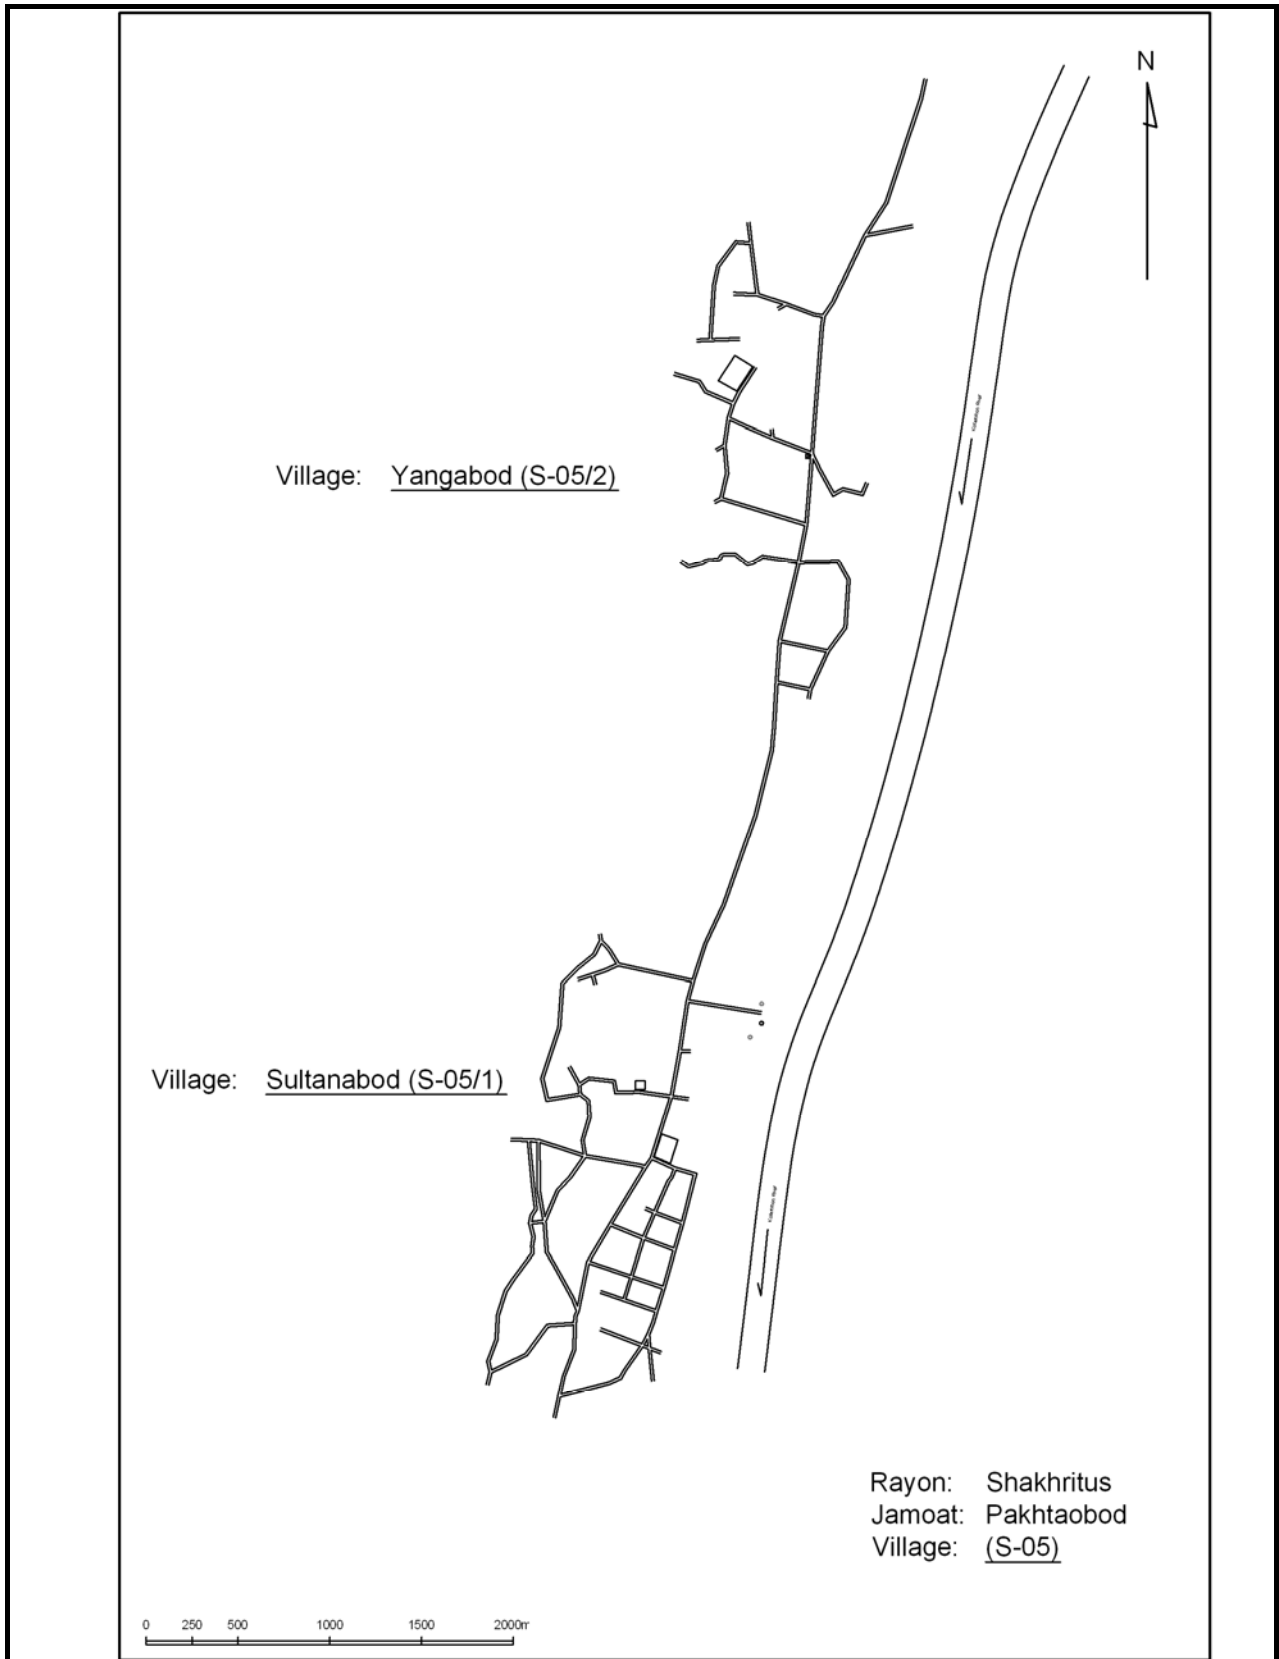 N
Village: Yangabod (S-05/2)
Village: Sultanabod (S-05/1)
Rayon: Shakhritus
Jamoat: Pakhtaobod
Village: (S-05)
0 250 500 1000 1500 2000m